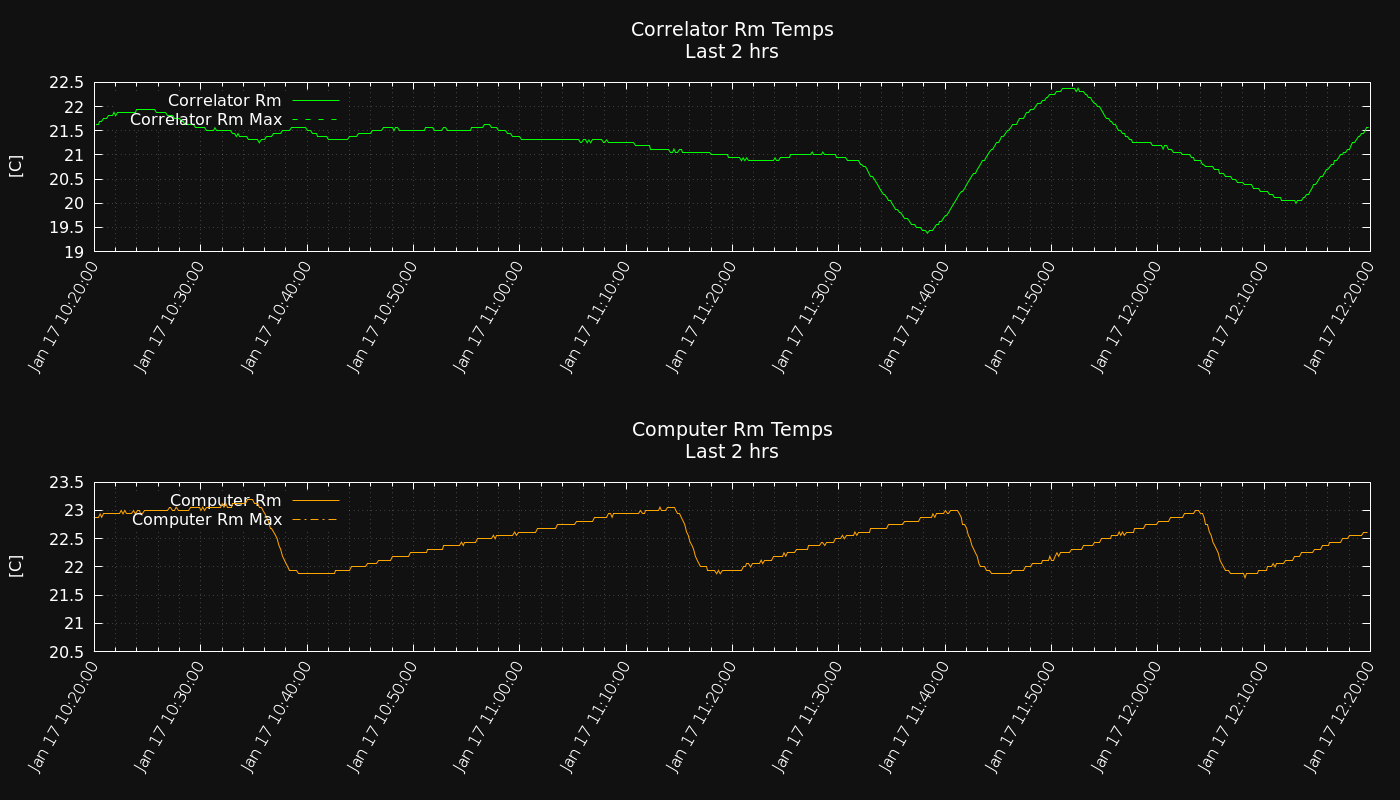 Correlator Rm Temps
Last 2 hrs
22.5
22
21.5
21
20.5
20
19.5
19
[C]
Correlator Rm
Correlator Rm Max
Jan 17 10:20:00
Jan 17 10:30:00
Jan 17 10:40:00
Jan 17 10:50:00
Jan 17 11:00:00
Jan 17 11:10:00
Jan 17 11:20:00
Jan 17 11:30:00
Jan 17 11:40:00
Jan 17 11:50:00
Jan 17 12:00:00
Jan 17 12:10:00
Jan 17 12:20:00
Computer Rm Temps
Last 2 hrs
23.5
23
22.5
22
21.5
21
20.5
[C]
Computer Rm
Computer Rm Max
Jan 17 10:20:00
Jan 17 10:30:00
Jan 17 10:40:00
Jan 17 10:50:00
Jan 17 11:00:00
Jan 17 11:10:00
Jan 17 11:20:00
Jan 17 11:30:00
Jan 17 11:40:00
Jan 17 11:50:00
Jan 17 12:00:00
Jan 17 12:10:00
Jan 17 12:20:00